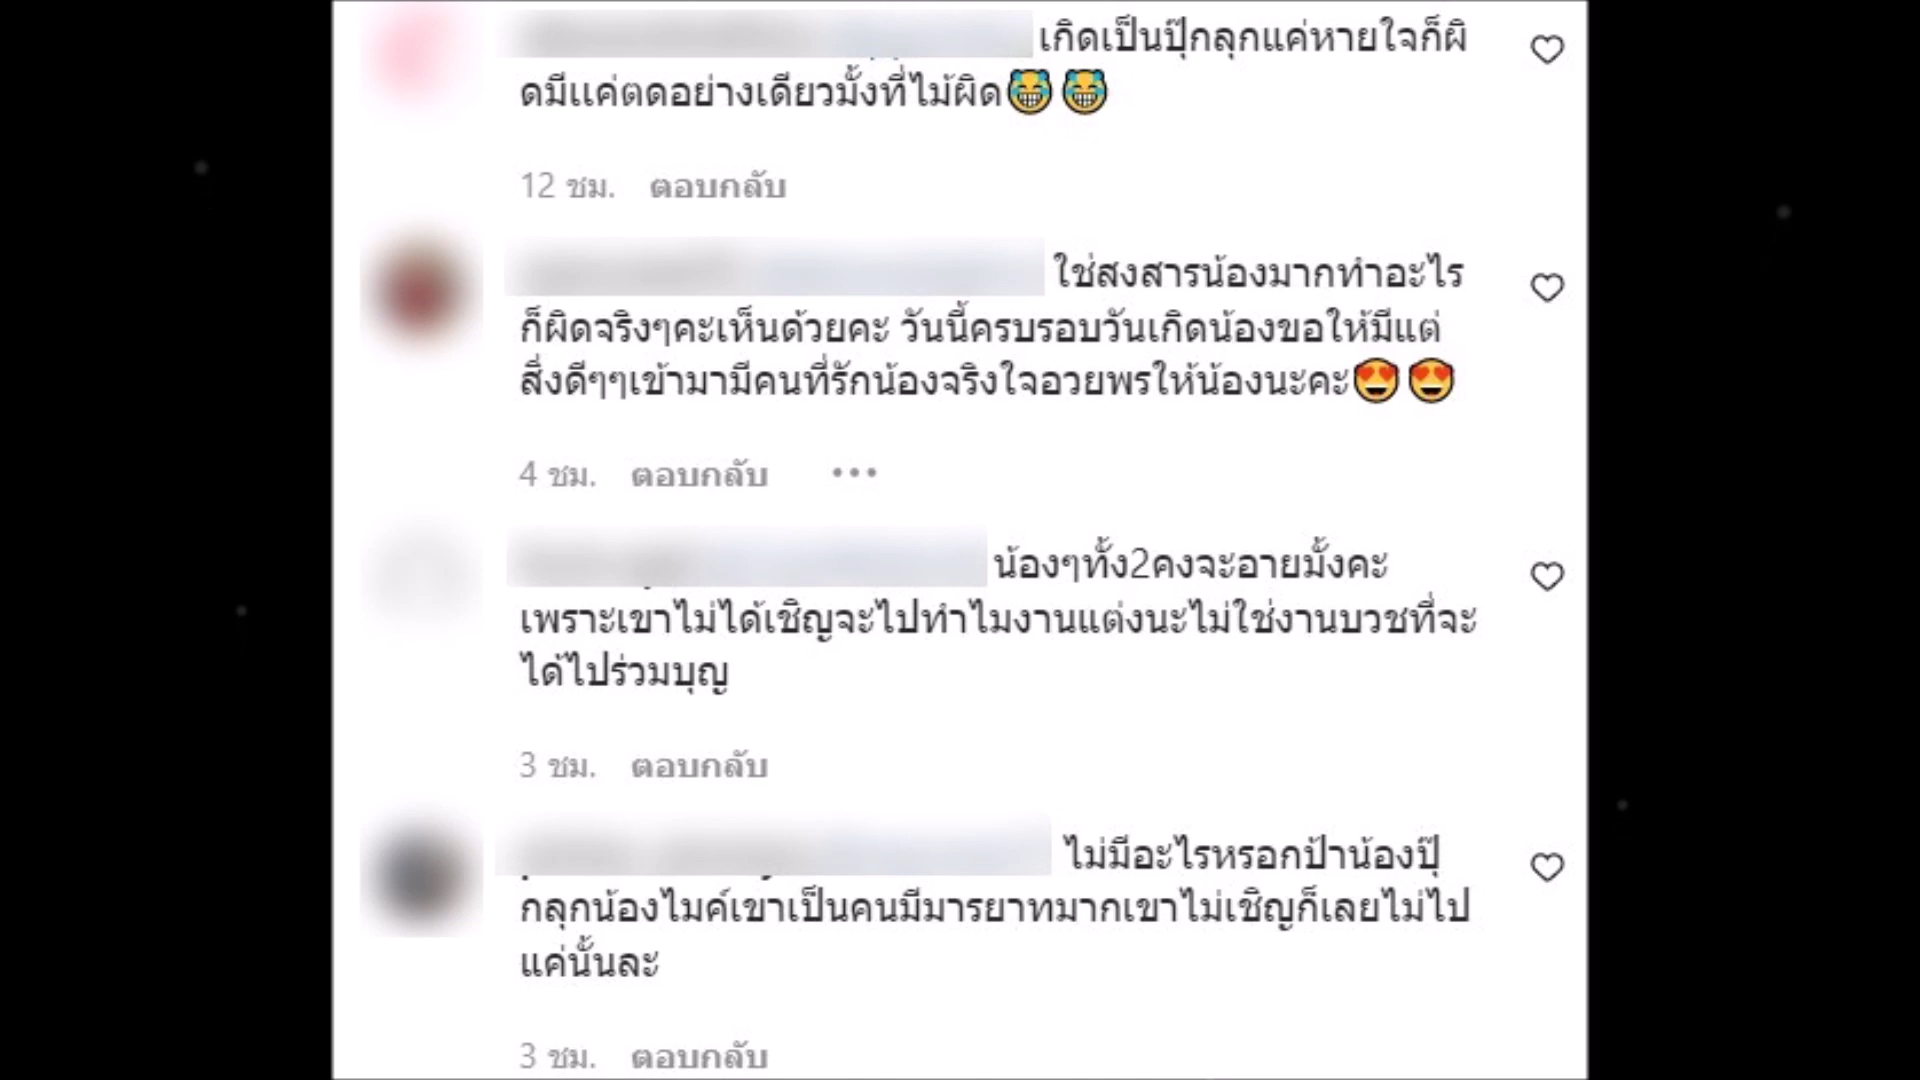 เกิดเป็นปุ๊กลุกแค่หายใจก็ผิ
ดมีแค่ตดอย่างเดียวมั้งที่ไม้ผิด😹😹
12 ชม. ตอบกลับ
ใช่สงสารน้องมากทำอะไร
ก็ผิดจริงๆคะเห็นด้วยคะ วันนี้ครบรอบวันเกิดน้องขอให้มีแต่
สิ่งดีๆๆเข้ามามีคนที่รักน้องจริงใจอวยพรให้น้องนะคะ😍😍
4 ชม. ตอบกลับ •••
น้องๆทั้ง2คงจะอายมั้งคะ
เพราะเขาไม่ได้เชิญจะไปทำไมงานแต่งนะไม่ใช่งานบวชที่จะ
ได้ไปร่วมบุญ
3 ชม. ตอบกลับ
ไม่มีอะไรหรอกป้าน้องปุ๊
กลุกน้องไมค์เขาเป็นคนมีมารยาทมากเขาไม่เชิญก็เลยไม่ไป
แค่นั้นละ
3 ชม. ตอบกลับ